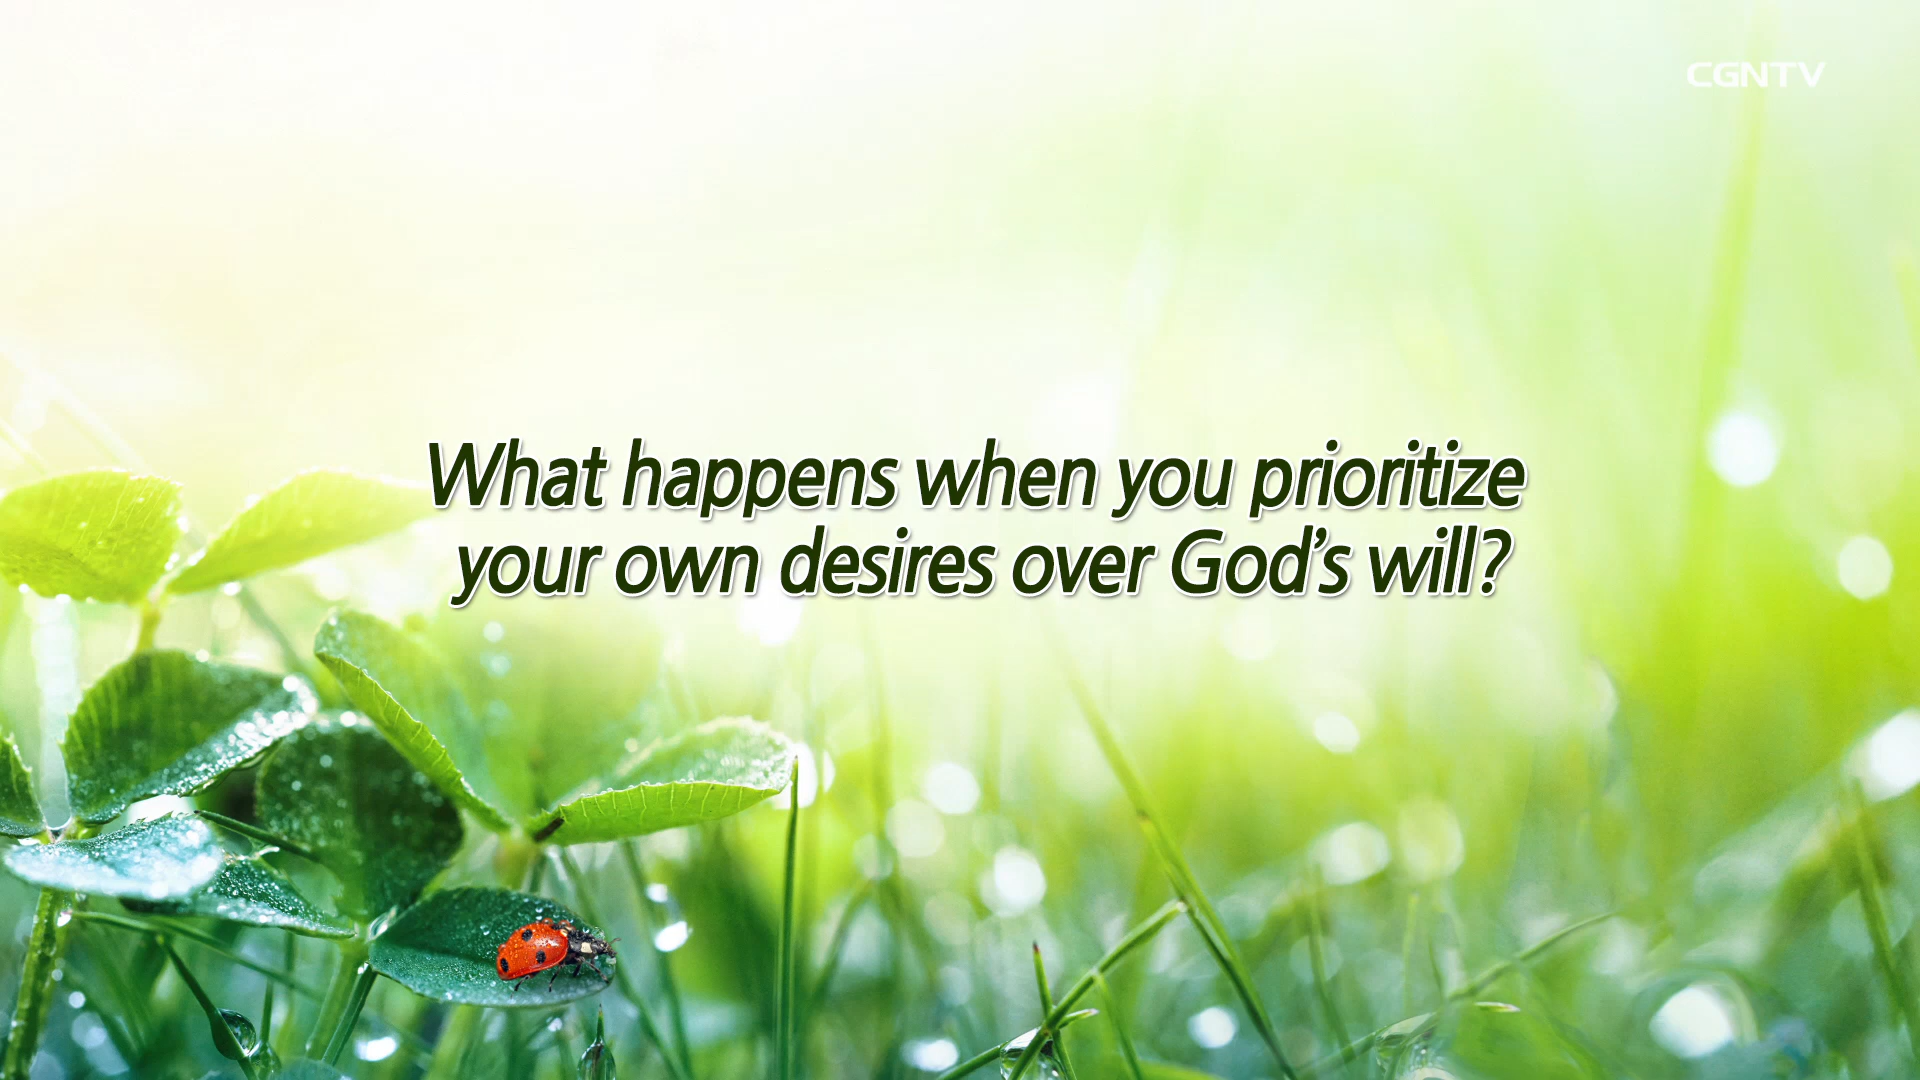 CGNTV
What happens when you prioritize
your own desires over God’s will?